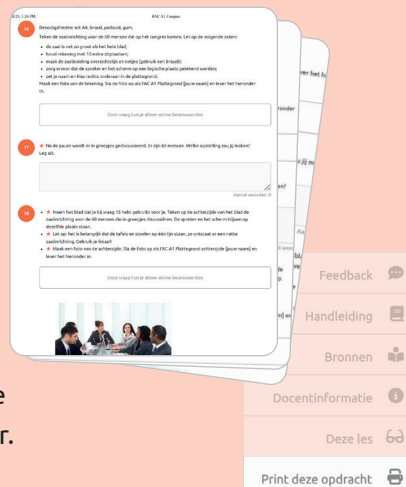 FAC A1 Congres
16
Benodigdheden: wit A4, liniaal, potlood, gum.
Teken de zaalinrichting voor de 60 mensen die op het congres komen. Let op de volgende zaken:
• de zaal is net zo groot als het hele blad;
• houd rekening met 10 extra zitplaatsen;
• maak de zaalindeling overzichtelijk en netjes (gebruik een liniaal);
• zorg ervoor dat de spreker en het scherm op een logische plaats getekend worden;
• zet je naam en klas rechts onderaan in de plattegrond.
Maak een foto van de tekening. Sla de foto op als FAC A1 Plattegrond [jouw naam] en lever het hieronder
in.
Deze vraag kun je alleen online beantwoorden
17
★ Na de pauze wordt er in groepjes gediscussieerd. Er zijn 60 mensen. Welke opstelling zou jij maken?
Leg uit.
Aantal woorden: 0
18
• ★ Neem het blad dat je bij vraag 16 hebt gebruikt voor je. Teken op de achterzijde van het blad de
zaalinrichting voor de 60 mensen die in groepjes discussiëren. De spreker en het scherm blijven op
dezelfde plaats staan.
• ★ Let op: het is belangrijk dat de tafels en stoelen op één lijn staan, zo ontstaat er een nette
zaalinrichting. Gebruik je liniaal!
• ★ Maak een foto van de achterzijde. Sla de foto op als FAC A1 Plattegrond achterzijde [jouw naam] en
lever het hieronder in.
Deze vraag kun je alleen online beantwoorden
Feedback
Handleiding
Bronnen
Docentinformatie
Deze les
Print deze opdracht